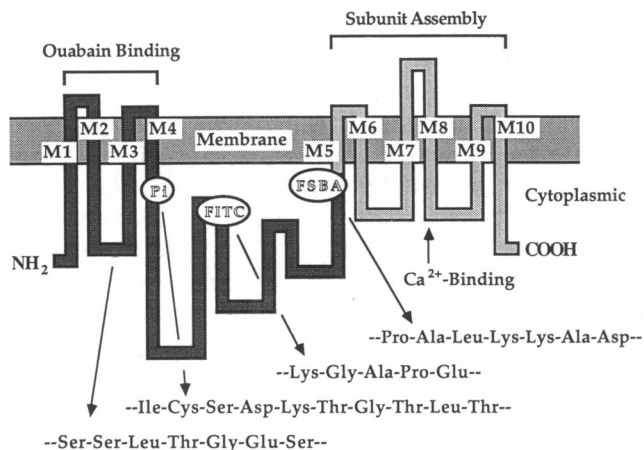 Subunit Assembly
Ouabain Binding
M1 M2 M3 M4 Membrane M5 M6 M7 M8 M9 M10
Pi
FITC
FSBA
Cytoplasmic
NH₂
COOH
Ca²⁺-Binding
--Pro-Ala-Leu-Lys-Lys-Ala-Asp--
--Lys-Gly-Ala-Pro-Glu--
--Ile-Cys-Ser-Asp-Lys-Thr-Gly-Thr-Leu-Thr--
--Ser-Ser-Leu-Thr-Gly-Glu-Ser--